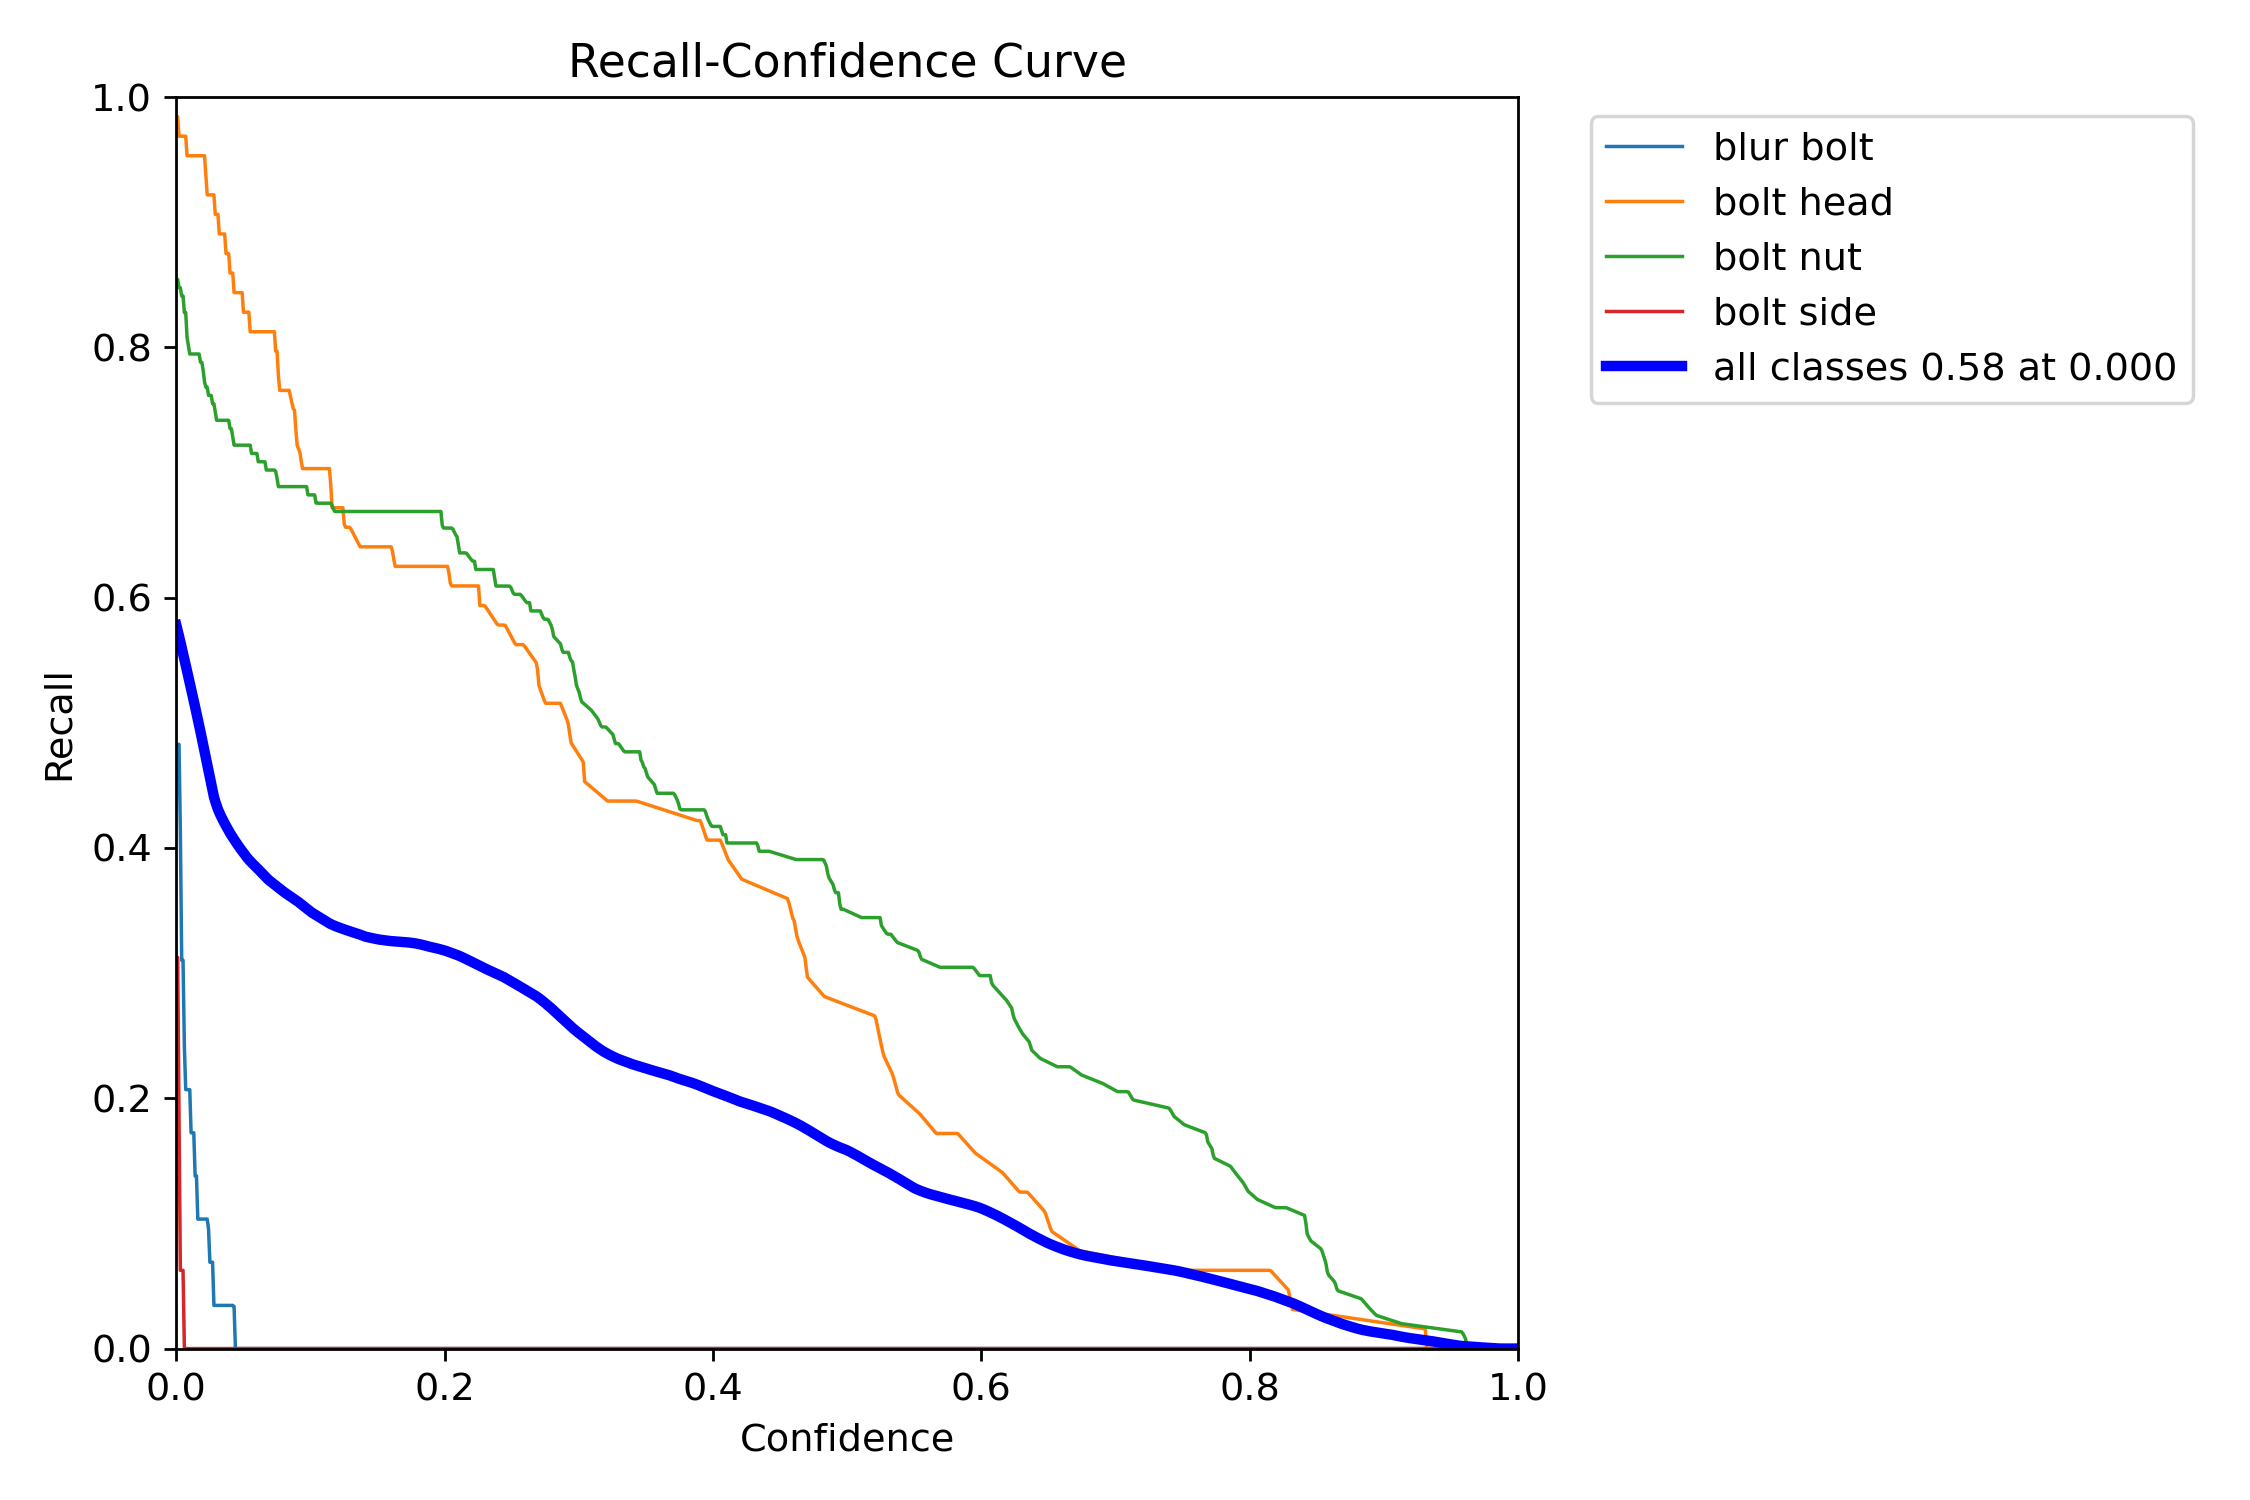 Recall-Confidence Curve
1.0
0.8
0.6
0.4
0.2
0.0
Recall
0.0 0.2 0.4 0.6 0.8 1.0
Confidence
blur bolt
bolt head
bolt nut
bolt side
all classes 0.58 at 0.000